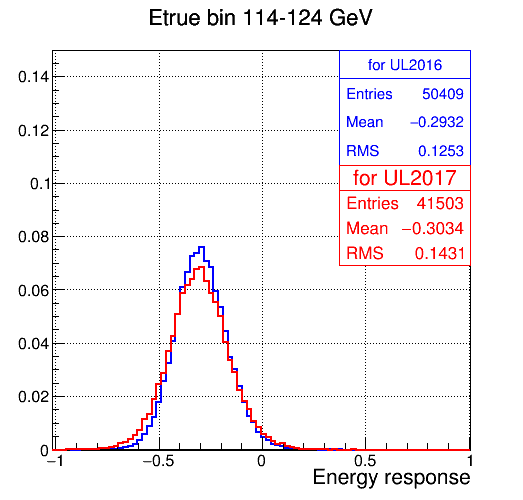 Etrue bin 114-124 GeV
for UL2016
Entries 50409
Mean −0.2932
RMS 0.1253
for UL2017
Entries 41503
Mean −0.3034
RMS 0.1431
0.14
0.12
0.1
0.08
0.06
0.04
0.02
0
−1 −0.5 0 0.5 1
Energy response